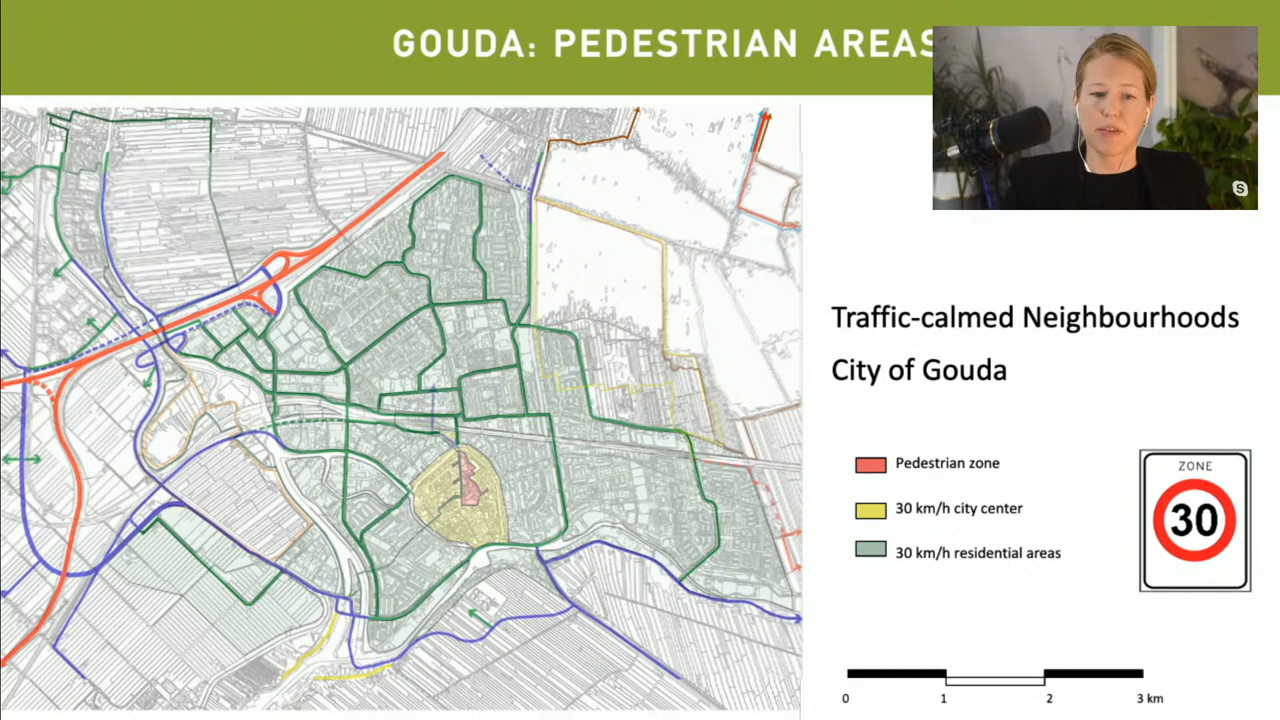 GOUDA: PEDESTRIAN AREAS
S
Traffic-calmed Neighbourhoods
City of Gouda
Pedestrian zone
30 km/h city center
30 km/h residential areas
ZONE
30
0 1 2 3 km